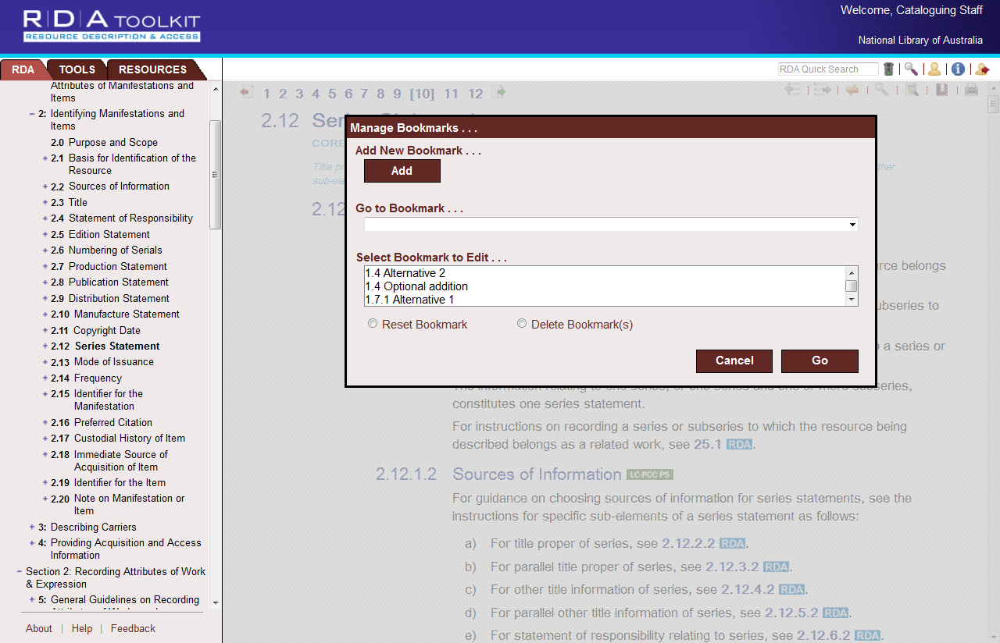 R|D|A TOOLKIT
RESOURCE DESCRIPTION & ACCESS
Welcome, Cataloguing Staff
National Library of Australia
RDA TOOLS RESOURCES
RDA Quick Search
Attributes of Manifestations and
Items
2: Identifying Manifestations and
Items
2.0 Purpose and Scope
2.1 Basis for Identification of the
Resource
2.2 Sources of Information
2.3 Title
2.4 Statement of Responsibility
2.5 Edition Statement
2.6 Numbering of Serials
2.7 Production Statement
2.8 Publication Statement
2.9 Distribution Statement
2.10 Manufacture Statement
2.11 Copyright Date
2.12 Series Statement
2.13 Mode of Issuance
2.14 Frequency
2.15 Identifier for the
Manifestation
2.16 Preferred Citation
2.17 Custodial History of Item
2.18 Immediate Source of
Acquisition of Item
2.19 Identifier for the Item
2.20 Note on Manifestation or
Item
3: Describing Carriers
4: Providing Acquisition and Access
Information
Section 2: Recording Attributes of Work
& Expression
5: General Guidelines on Recording
About | Help | Feedback
1 2 3 4 5 6 7 8 9 [10] 11 12
2.12
CORE
Title
sub-ele
2.12
Manage Bookmarks . . .
Add New Bookmark . . .
Add
Go to Bookmark . . .
Select Bookmark to Edit . . .
1.4 Alternative 2
1.4 Optional addition
1.7.1 Alternative 1
Reset Bookmark Delete Bookmark(s)
Cancel Go
belongs
to
a series or
The information relating to one series, or one series and one or more subseries,
constitutes one series statement.
For instructions on recording a series or subseries to which the resource being
described belongs as a related work, see 25.1 RDA.
2.12.1.2 Sources of Information LC-PCC PS
For guidance on choosing sources of information for series statements, see the
instructions for specific sub-elements of a series statement as follows:
a) For title proper of series, see 2.12.2.2 RDA.
b) For parallel title proper of series, see 2.12.3.2 RDA.
c) For other title information of series, see 2.12.4.2 RDA.
d) For parallel other title information of series, see 2.12.5.2 RDA.
e) For statement of responsibility relating to series, see 2.12.6.2 RDA.